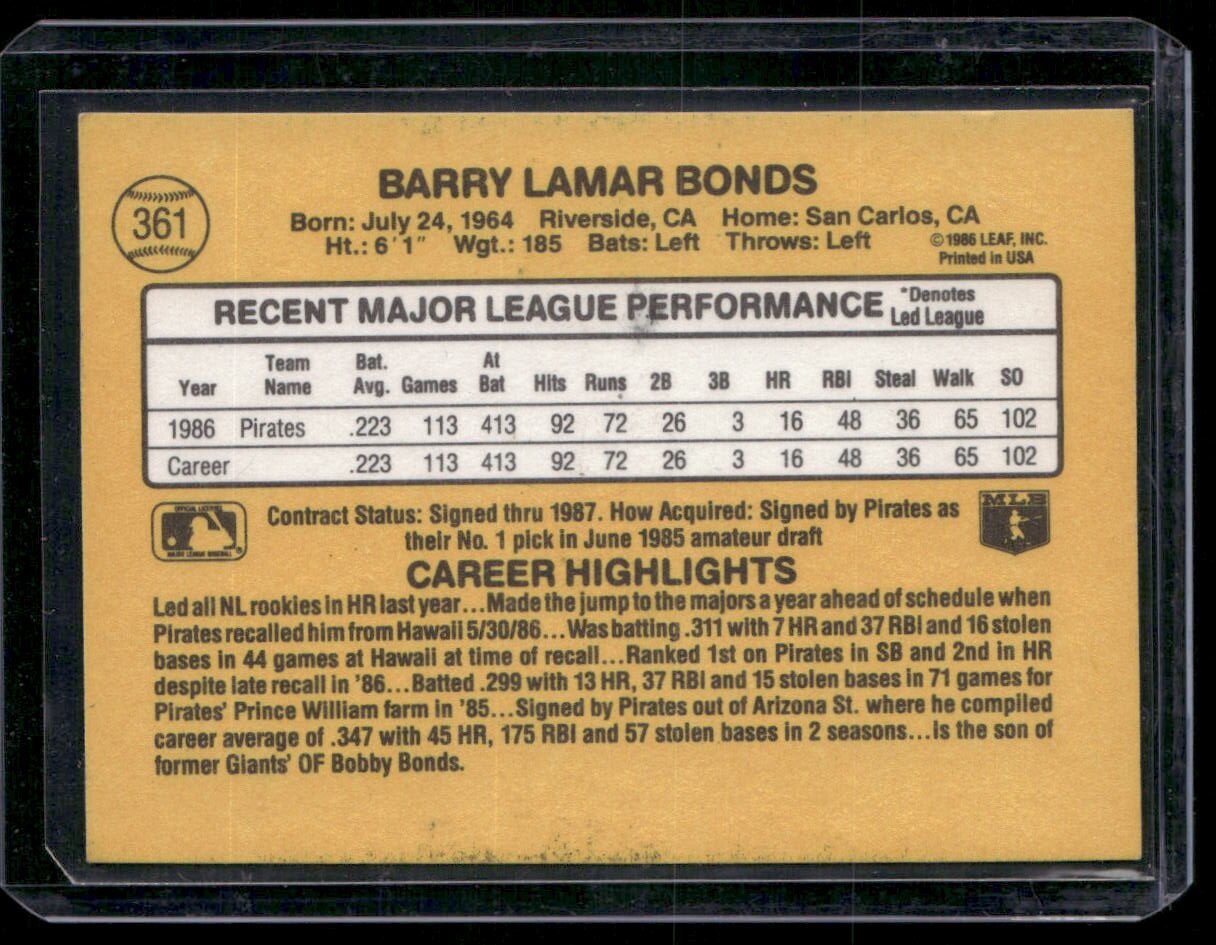 BARRY LAMAR BONDS
361
Born: July 24, 1964 Riverside, CA Home: San Carlos, CA
Ht.: 6'1" Wgt.: 185 Bats: Left Throws: Left
©1986 LEAF, INC.
Printed in USA
RECENT MAJOR LEAGUE PERFORMANCE
*Denotes
Led League
Year Team Name Bat. Avg. Games At Bat Hits Runs 2B 3B HR RBI Steal Walk SO
1986 Pirates .223 113 413 92 72 26 3 16 48 36 65 102
Career .223 113 413 92 72 26 3 16 48 36 65 102
OFFICIAL LICENSEE
MAJOR LEAGUE BASEBALL
MLB
Contract Status: Signed thru 1987. How Acquired: Signed by Pirates as
their No. 1 pick in June 1985 amateur draft
CAREER HIGHLIGHTS
Led all NL rookies in HR last year...Made the jump to the majors a year ahead of schedule when
Pirates recalled him from Hawaii 5/30/86...Was batting .311 with 7 HR and 37 RBI and 16 stolen
bases in 44 games at Hawaii at time of recall...Ranked 1st on Pirates in SB and 2nd in HR
despite late recall in '86...Batted .299 with 13 HR, 37 RBI and 15 stolen bases in 71 games for
Pirates' Prince William farm in '85...Signed by Pirates out of Arizona St. where he compiled
career average of .347 with 45 HR, 175 RBI and 57 stolen bases in 2 seasons...is the son of
former Giants' OF Bobby Bonds.